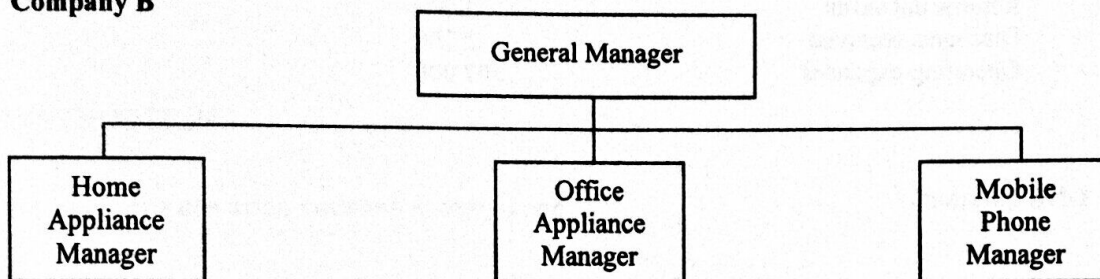 Company B
General Manager
Home
Appliance
Manager
Office
Appliance
Manager
Mobile
Phone
Manager